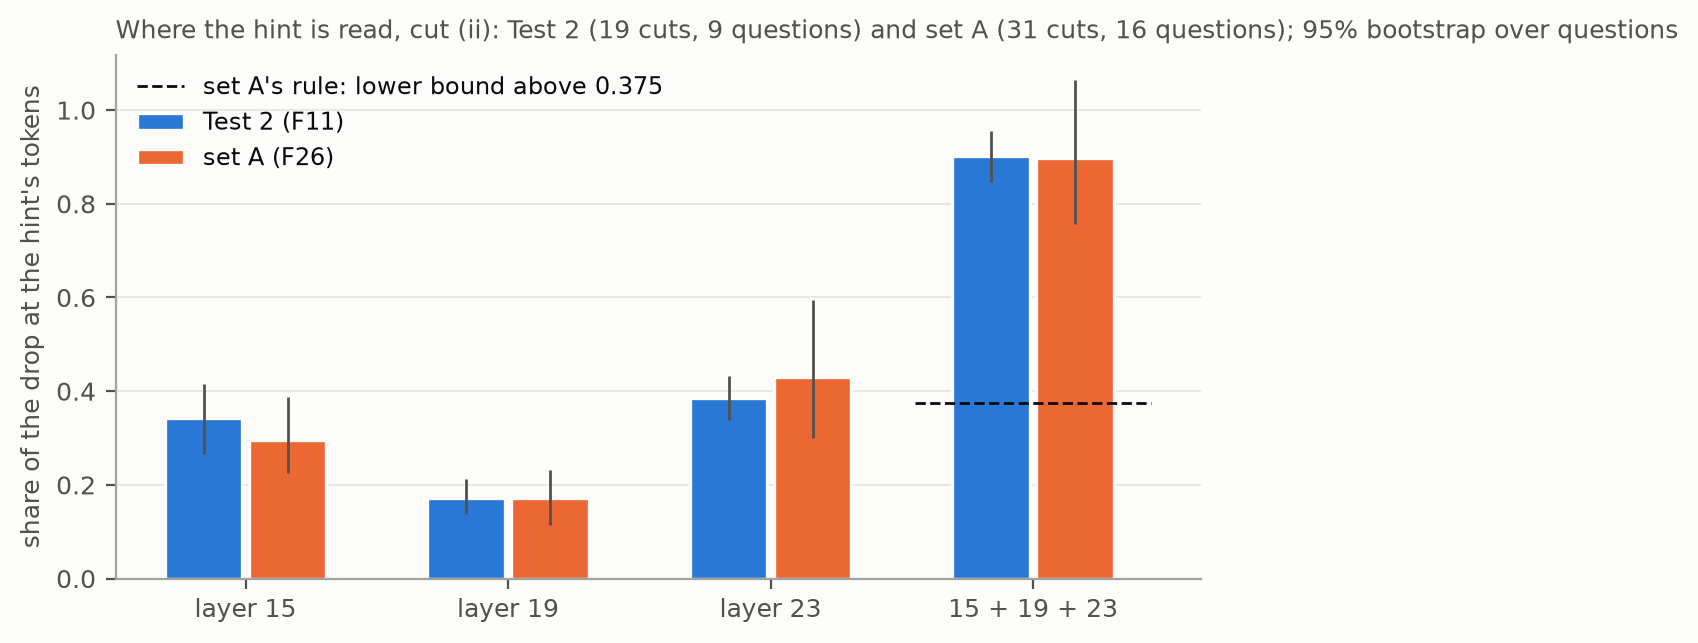 Where the hint is read, cut (ii): Test 2 (19 cuts, 9 questions) and set A (31 cuts, 16 questions); 95% bootstrap over questions
set A's rule: lower bound above 0.375
Test 2 (F11)
set A (F26)
share of the drop at the hint's tokens
1.0
0.8
0.6
0.4
0.2
0.0
layer 15
layer 19
layer 23
15 + 19 + 23